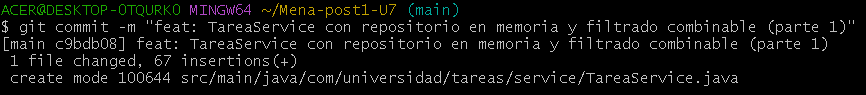 ACER@DESKTOP-OTQURKO MINGW64 ~/Mena-post1-U7 (main)
$ git commit -m "feat: TareaService con repositorio en memoria y filtrado combinable (parte 1)"
[main c9bdb08] feat: TareaService con repositorio en memoria y filtrado combinable (parte 1)
 1 file changed, 67 insertions(+)
 create mode 100644 src/main/java/com/universidad/tareas/service/TareaService.java